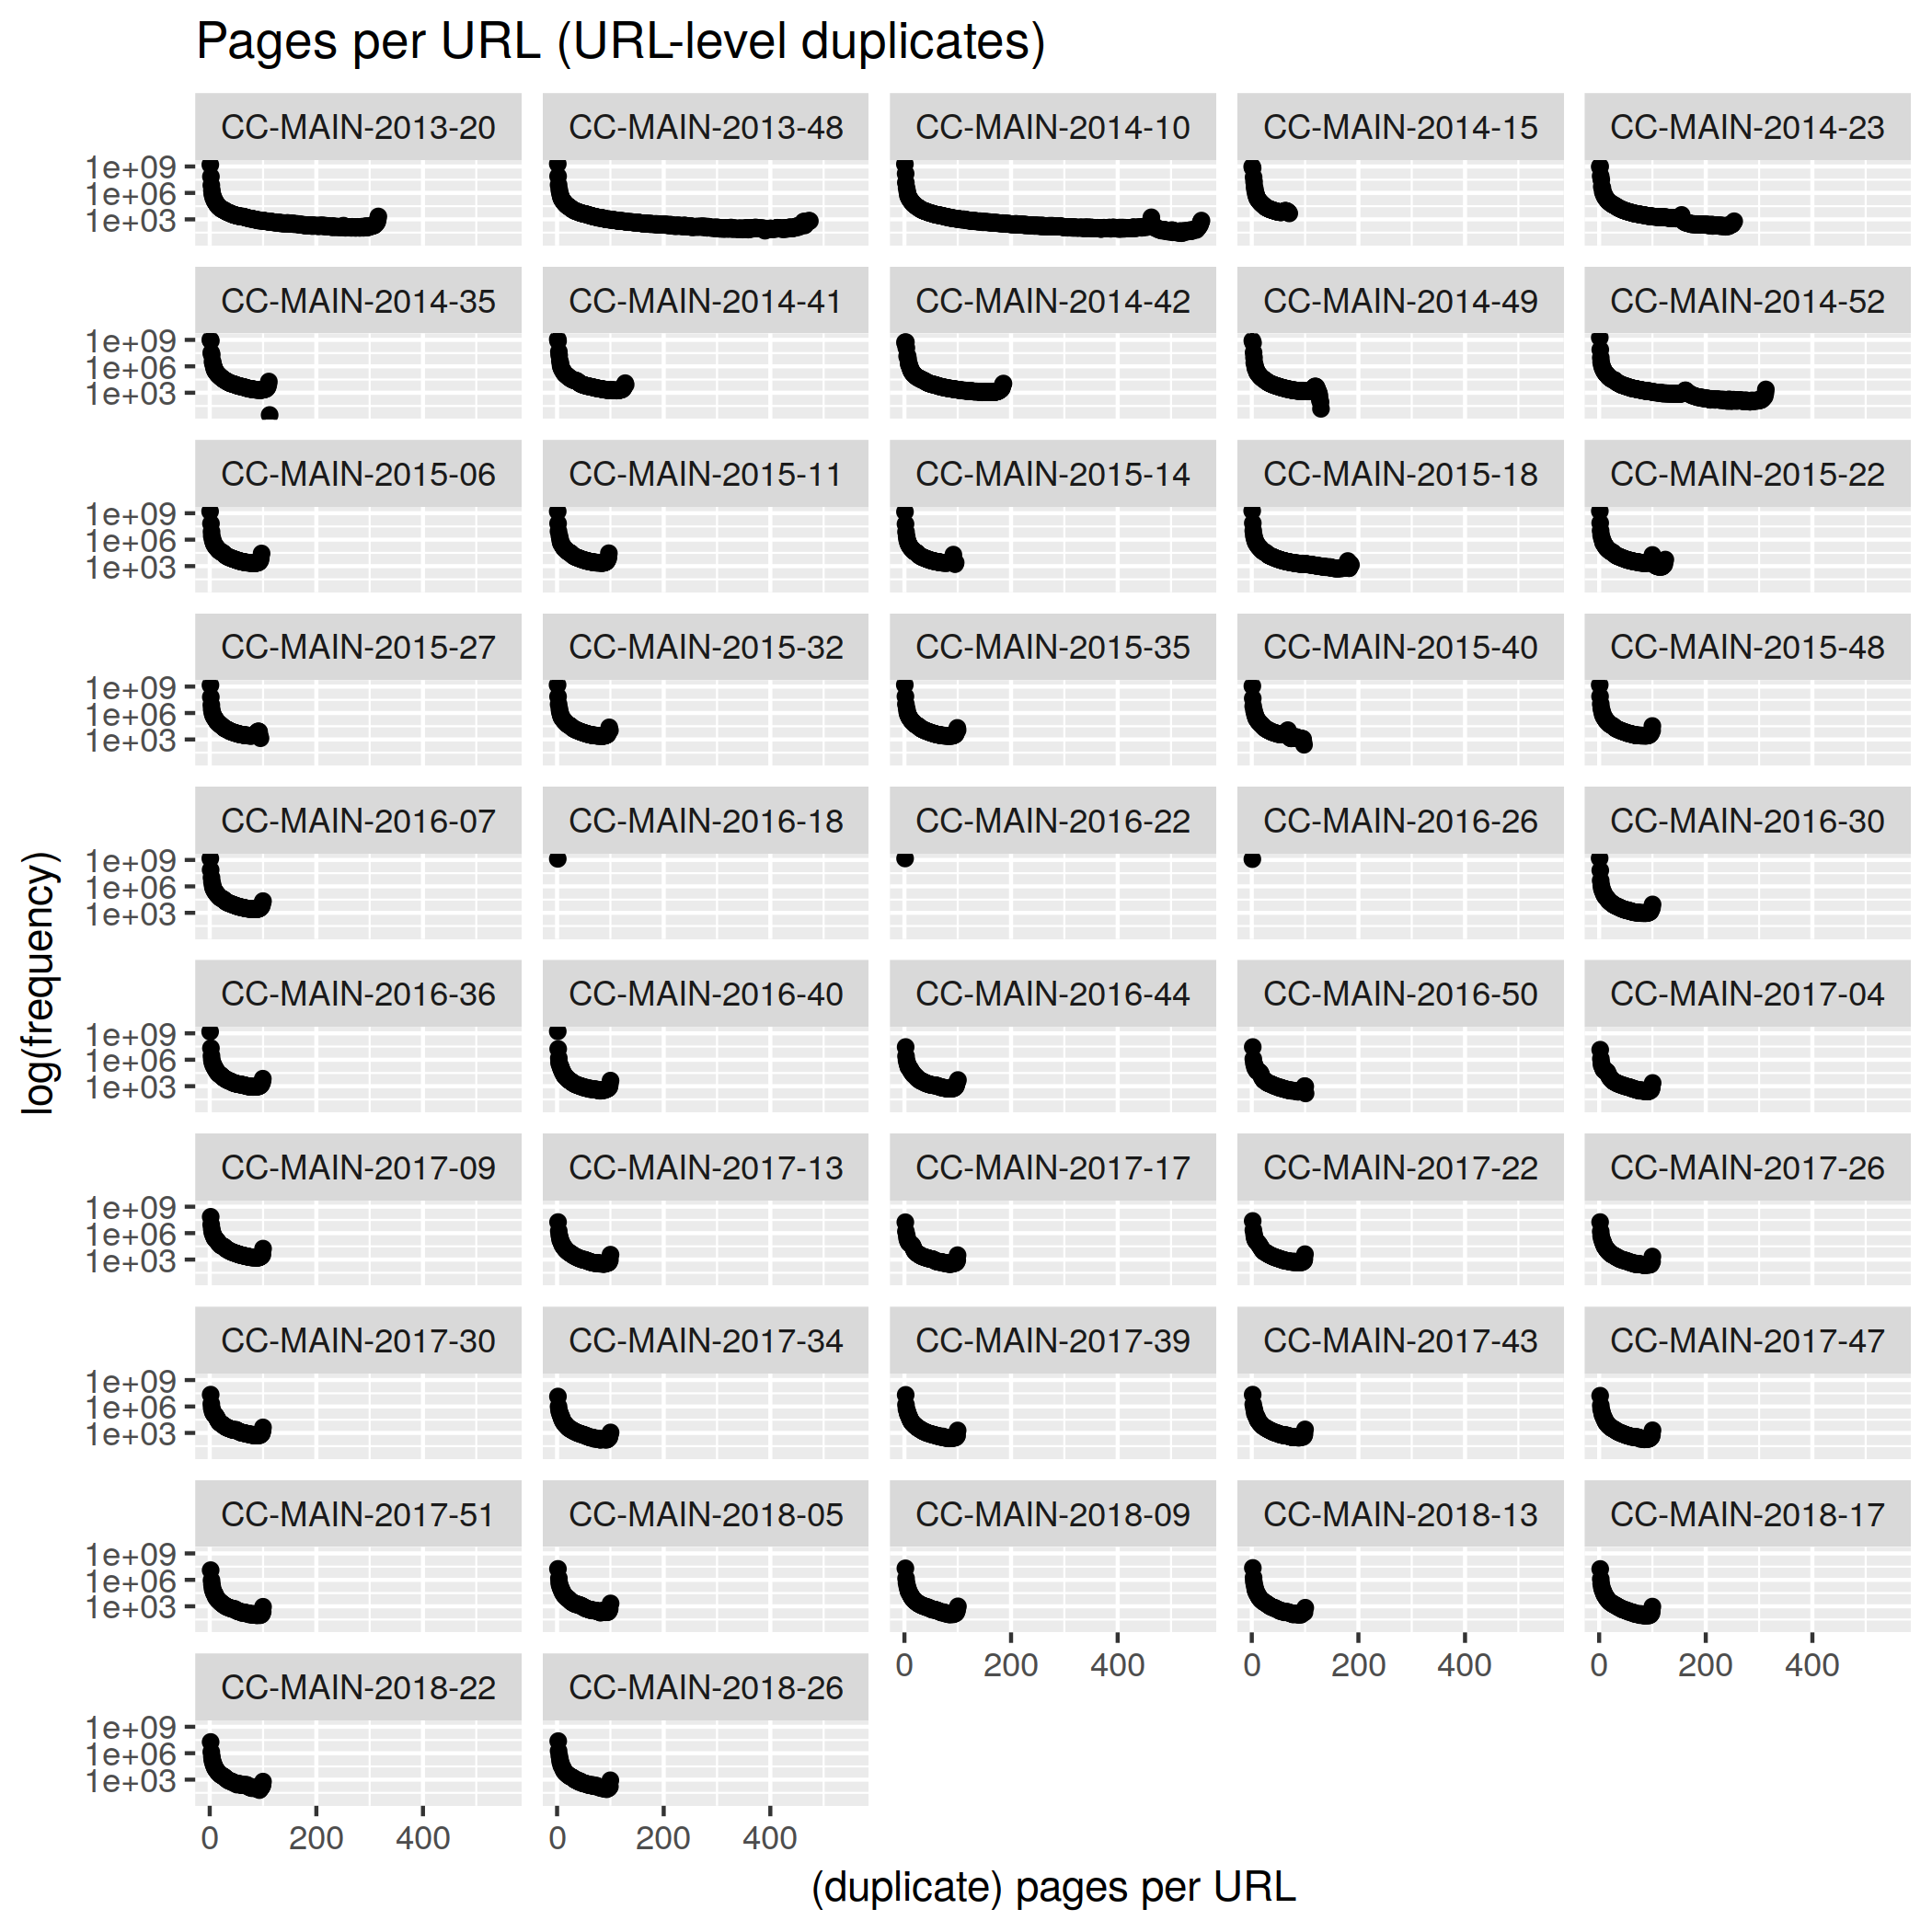 Pages per URL (URL-level duplicates)
CC-MAIN-2013-20 CC-MAIN-2013-48 CC-MAIN-2014-10 CC-MAIN-2014-15 CC-MAIN-2014-23
1e+09
1e+06
1e+03
CC-MAIN-2014-35 CC-MAIN-2014-41 CC-MAIN-2014-42 CC-MAIN-2014-49 CC-MAIN-2014-52
1e+09
1e+06
1e+03
CC-MAIN-2015-06 CC-MAIN-2015-11 CC-MAIN-2015-14 CC-MAIN-2015-18 CC-MAIN-2015-22
1e+09
1e+06
1e+03
CC-MAIN-2015-27 CC-MAIN-2015-32 CC-MAIN-2015-35 CC-MAIN-2015-40 CC-MAIN-2015-48
1e+09
1e+06
1e+03
CC-MAIN-2016-07 CC-MAIN-2016-18 CC-MAIN-2016-22 CC-MAIN-2016-26 CC-MAIN-2016-30
1e+09
1e+06
1e+03
log(frequency)
CC-MAIN-2016-36 CC-MAIN-2016-40 CC-MAIN-2016-44 CC-MAIN-2016-50 CC-MAIN-2017-04
1e+09
1e+06
1e+03
CC-MAIN-2017-09 CC-MAIN-2017-13 CC-MAIN-2017-17 CC-MAIN-2017-22 CC-MAIN-2017-26
1e+09
1e+06
1e+03
CC-MAIN-2017-30 CC-MAIN-2017-34 CC-MAIN-2017-39 CC-MAIN-2017-43 CC-MAIN-2017-47
1e+09
1e+06
1e+03
CC-MAIN-2017-51 CC-MAIN-2018-05 CC-MAIN-2018-09 CC-MAIN-2018-13 CC-MAIN-2018-17
1e+09
1e+06
1e+03
0 200 400 0 200 400 0 200 400
CC-MAIN-2018-22 CC-MAIN-2018-26
1e+09
1e+06
1e+03
0 200 400 0 200 400
(duplicate) pages per URL